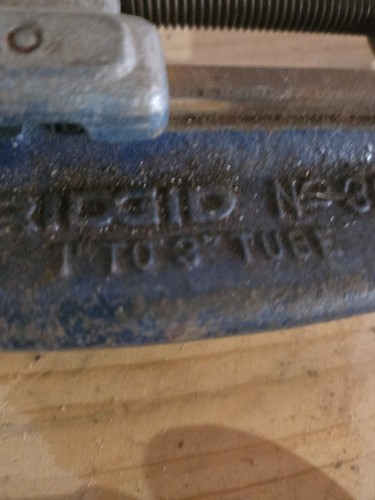 RIDGID No 3
1" TO 3" TUBE